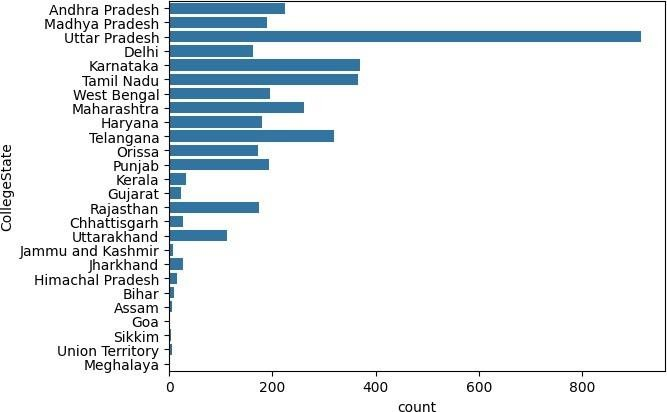 Andhra Pradesh
Madhya Pradesh
Uttar Pradesh
Delhi
Karnataka
Tamil Nadu
West Bengal
Maharashtra
Haryana
Telangana
Orissa
Punjab
Kerala
Gujarat
Rajasthan
Chhattisgarh
Uttarakhand
Jammu and Kashmir
Jharkhand
Himachal Pradesh
Bihar
Assam
Goa
Sikkim
Union Territory
Meghalaya
CollegeState
0 200 400 600 800
count